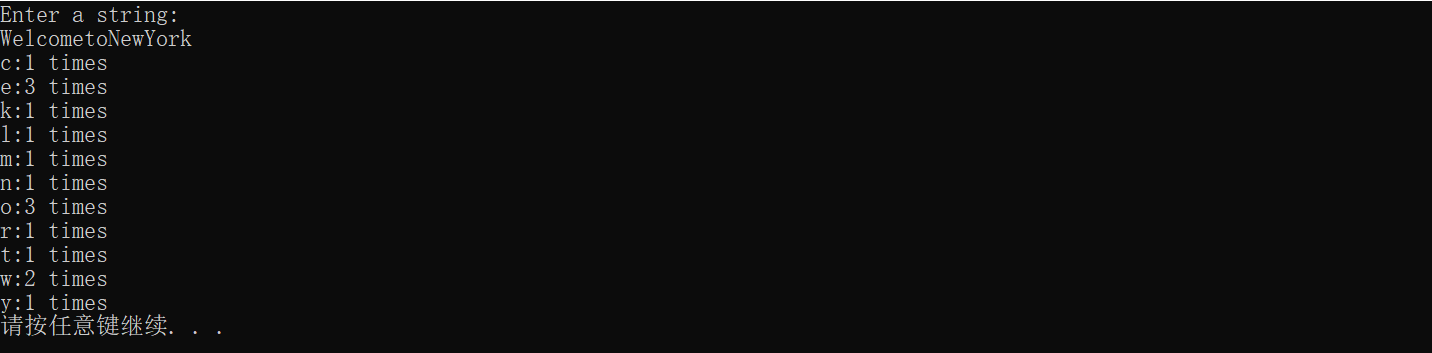 Enter a string:
WelcometoNewYork
c:1 times
e:3 times
k:1 times
l:1 times
m:1 times
n:1 times
o:3 times
r:1 times
t:1 times
w:2 times
y:1 times
请按任意键继续. . .